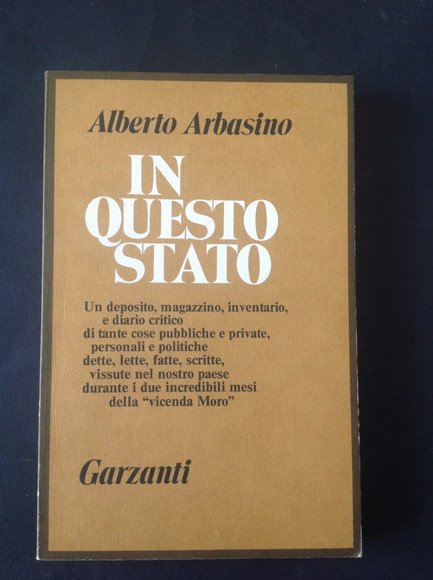 Alberto Arbasino
IN
QUESTO
STATO
Un deposito, magazzino, inventario,
e diario critico
di tante cose pubbliche e private,
personali e politiche
dette, lette, fatte, scritte,
vissute nel nostro paese
durante i due incredibili mesi
della “vicenda Moro”
Garzanti